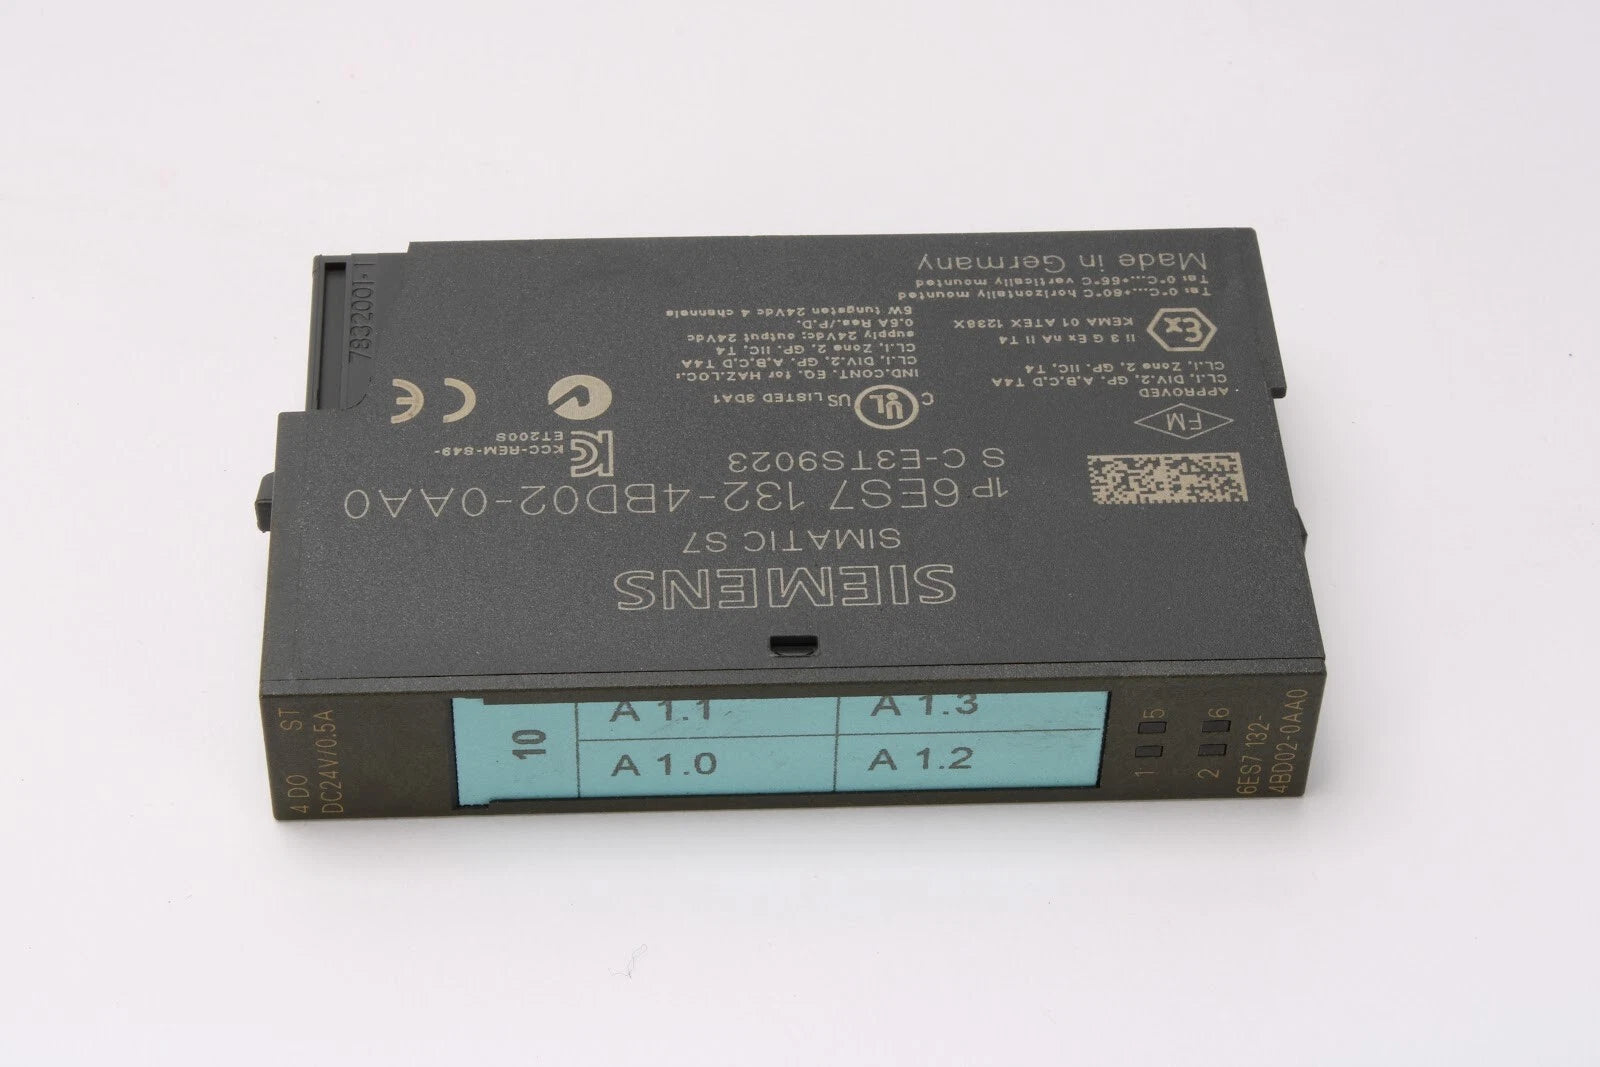 SIEMENS
SIMATIC S7
1P 6ES7 132-4BD02-0AA0
S C-E3TS9023
KCC-REM-S49-
ET200S
FM
APPROVED
CL.I, DIV.2, GP. A,B,C,D T4A
CL.I, Zone 2, GP. IIC, T4
C UL US LISTED 3DA1
IND.CONT. EQ. for HAZ.LOC.:
CL.I, DIV.2, GP. A,B,C,D T4A
CL.I, Zone 2, GP. IIC, T4
supply 24Vdc; output 24Vdc
0.5A Res./P.D.
5W tungsten 24Vdc 4 channels
CE
Ex
II 3 G Ex nA II T4
KEMA 01 ATEX 1238X
Ta: 0°C...+60°C horizontally mounted
Ta: 0°C...+55°C vertically mounted
Made in Germany
7832001-1
4 DO ST
DC24V/0.5A
10
A 1.1
A 1.3
A 1.0
A 1.2
1 5
2 6
6ES7 132-
4BD02-0AA0